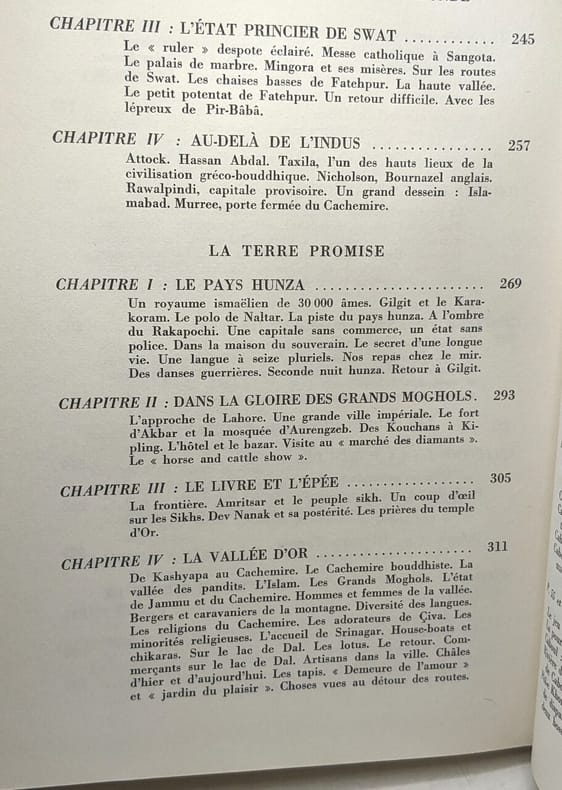 CHAPITRE III : L'ÉTAT PRINCIER DE SWAT ............ 245
Le « ruler » despote éclairé. Messe catholique à Sangota.
Le palais de marbre. Mingora et ses misères. Sur les routes
de Swat. Les chaises basses de Fatehpur. La haute vallée.
Le petit potentat de Fatehpur. Un retour difficile. Avec les
lépreux de Pir-Bâbâ.
CHAPITRE IV : AU-DELÀ DE L'INDUS ................ 257
Attock. Hassan Abdal. Taxila, l'un des hauts lieux de la
civilisation gréco-bouddhique. Nicholson, Bournazel anglais.
Rawalpindi, capitale provisoire. Un grand dessein : Isla-
mabad. Murree, porte fermée du Cachemire.
LA TERRE PROMISE
CHAPITRE I : LE PAYS HUNZA ....................... 269
Un royaume ismaélien de 30 000 âmes. Gilgit et le Kara-
koram. Le polo de Naltar. La piste du pays hunza. A l'ombre
du Rakapochi. Une capitale sans commerce, un état sans
police. Dans la maison du souverain. Le secret d'une longue
vie. Une langue à seize pluriels. Nos repas chez le mir.
Des danses guerrières. Seconde nuit hunza. Retour à Gilgit.
CHAPITRE II : DANS LA GLOIRE DES GRANDS MOGHOLS. 293
L'approche de Lahore. Une grande ville impériale. Le fort
d'Akbar et la mosquée d'Aurengzeb. Des Kouchans à Ki-
pling. L'hôtel et le bazar. Visite au « marché des diamants ».
Le « horse and cattle show ».
CHAPITRE III : LE LIVRE ET L'ÉPÉE ................. 305
La frontière. Amritsar et le peuple sikh. Un coup d'œil
sur les Sikhs. Dev Nanak et sa postérité. Les prières du temple
d'Or.
CHAPITRE IV : LA VALLÉE D'OR ...................... 311
De Kashyapa au Cachemire. Le Cachemire bouddhiste. La
vallée des pandits. L'Islam. Les Grands Moghols. L'état
de Jammu et du Cachemire. Hommes et femmes de la vallée.
Bergers et caravaniers de la montagne. Diversité des langues.
Les religions du Cachemire. Les adorateurs de Çiva. Les
minorités religieuses. L'accueil de Srinagar. House-boats et
chikaras. Sur le lac de Dal. Les lotus. Le retour. Com-
merçants sur le lac de Dal. Artisans dans la ville. Châles
d'hier et d'aujourd'hui. Les tapis. « Demeure de l'amour »
et « jardin du plaisir ». Choses vues au détour des routes.